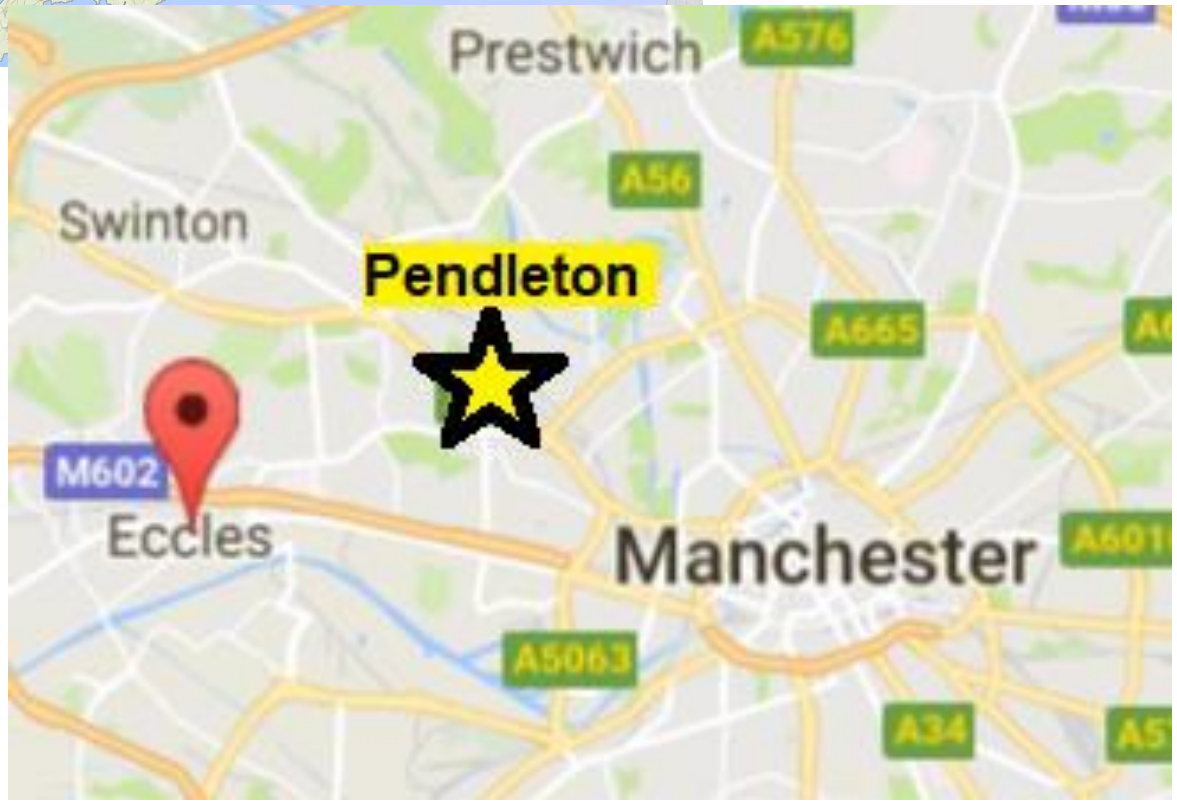 Prestwich
A576
A56
Swinton
Pendleton
A665
M602
Eccles
Manchester
A5063
A34